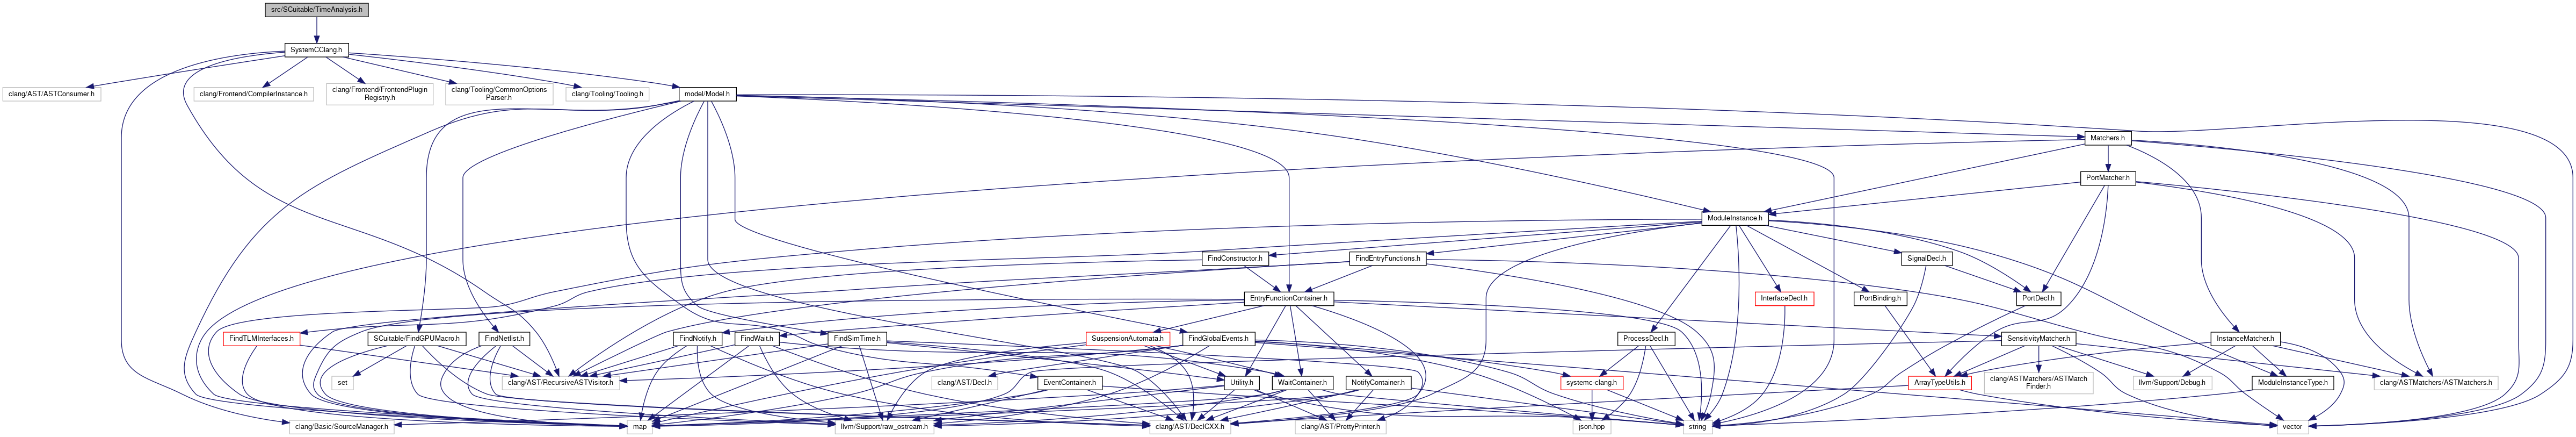 src/SCuitable/TimeAnalysis.h
SystemCClang.h
clang/AST/ASTConsumer.h
clang/Frontend/CompilerInstance.h
clang/Frontend/FrontendPlugin
Registry.h
clang/Tooling/CommonOptions
Parser.h
clang/Tooling/Tooling.h
model/Model.h
Matchers.h
PortMatcher.h
ModuleInstance.h
FindConstructor.h
FindEntryFunctions.h
SignalDecl.h
EntryFunctionContainer.h
InterfaceDecl.h
PortBinding.h
PortDecl.h
FindTLMInterfaces.h
SCuitable/FindGPUMacro.h
FindNetlist.h
FindNotify.h
FindWait.h
FindSimTime.h
SuspensionAutomata.h
FindGlobalEvents.h
ProcessDecl.h
SensitivityMatcher.h
InstanceMatcher.h
set
clang/AST/RecursiveASTVisitor.h
clang/AST/Decl.h
EventContainer.h
Utility.h
WaitContainer.h
NotifyContainer.h
systemc-clang.h
ArrayTypeUtils.h
clang/ASTMatchers/ASTMatch
Finder.h
llvm/Support/Debug.h
ModuleInstanceType.h
clang/ASTMatchers/ASTMatchers.h
clang/Basic/SourceManager.h
map
llvm/Support/raw_ostream.h
clang/AST/DeclCXX.h
clang/AST/PrettyPrinter.h
json.hpp
string
vector